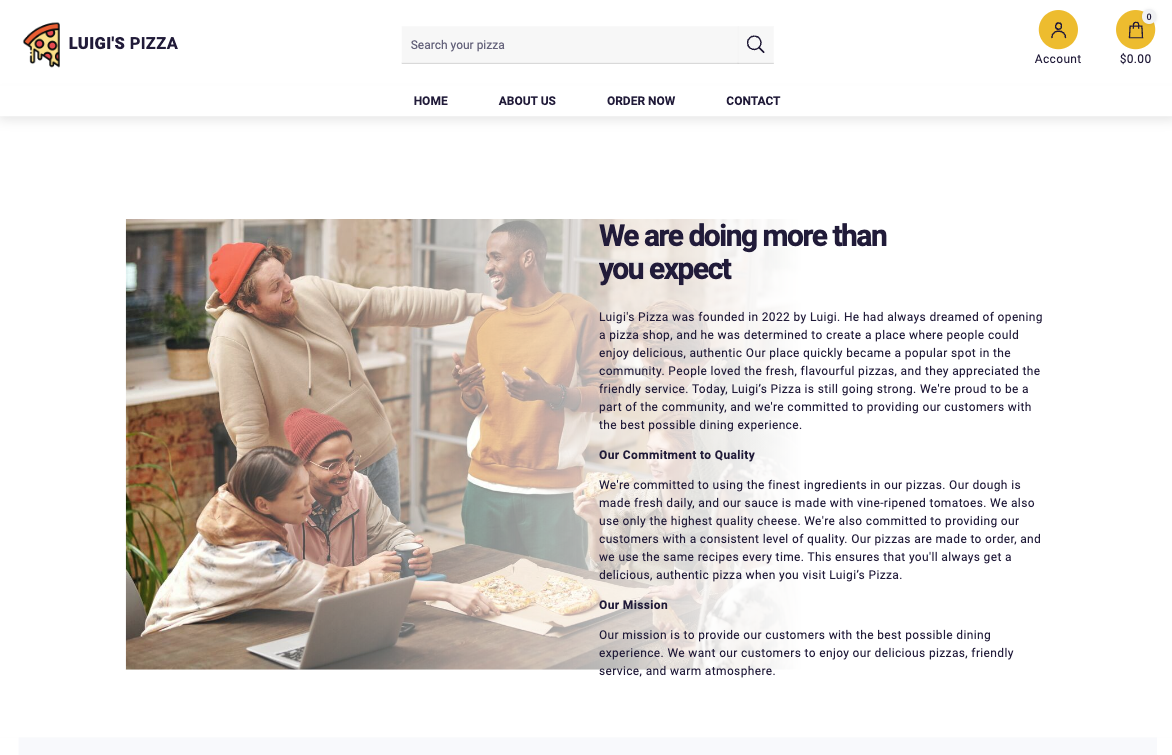 LUIGI'S PIZZA
Search your pizza
0
Account
$0.00
HOME
ABOUT US
ORDER NOW
CONTACT
We are doing more than
you expect
Luigi's Pizza was founded in 2022 by Luigi. He had always dreamed of opening
a pizza shop, and he was determined to create a place where people could
enjoy delicious, authentic Our place quickly became a popular spot in the
community. People loved the fresh, flavourful pizzas, and they appreciated the
friendly service. Today, Luigi’s Pizza is still going strong. We're proud to be a
part of the community, and we're committed to providing our customers with
the best possible dining experience.
Our Commitment to Quality
We're committed to using the finest ingredients in our pizzas. Our dough is
made fresh daily, and our sauce is made with vine-ripened tomatoes. We also
use only the highest quality cheese. We're also committed to providing our
customers with a consistent level of quality. Our pizzas are made to order, and
we use the same recipes every time. This ensures that you'll always get a
delicious, authentic pizza when you visit Luigi’s Pizza.
Our Mission
Our mission is to provide our customers with the best possible dining
experience. We want our customers to enjoy our delicious pizzas, friendly
service, and warm atmosphere.